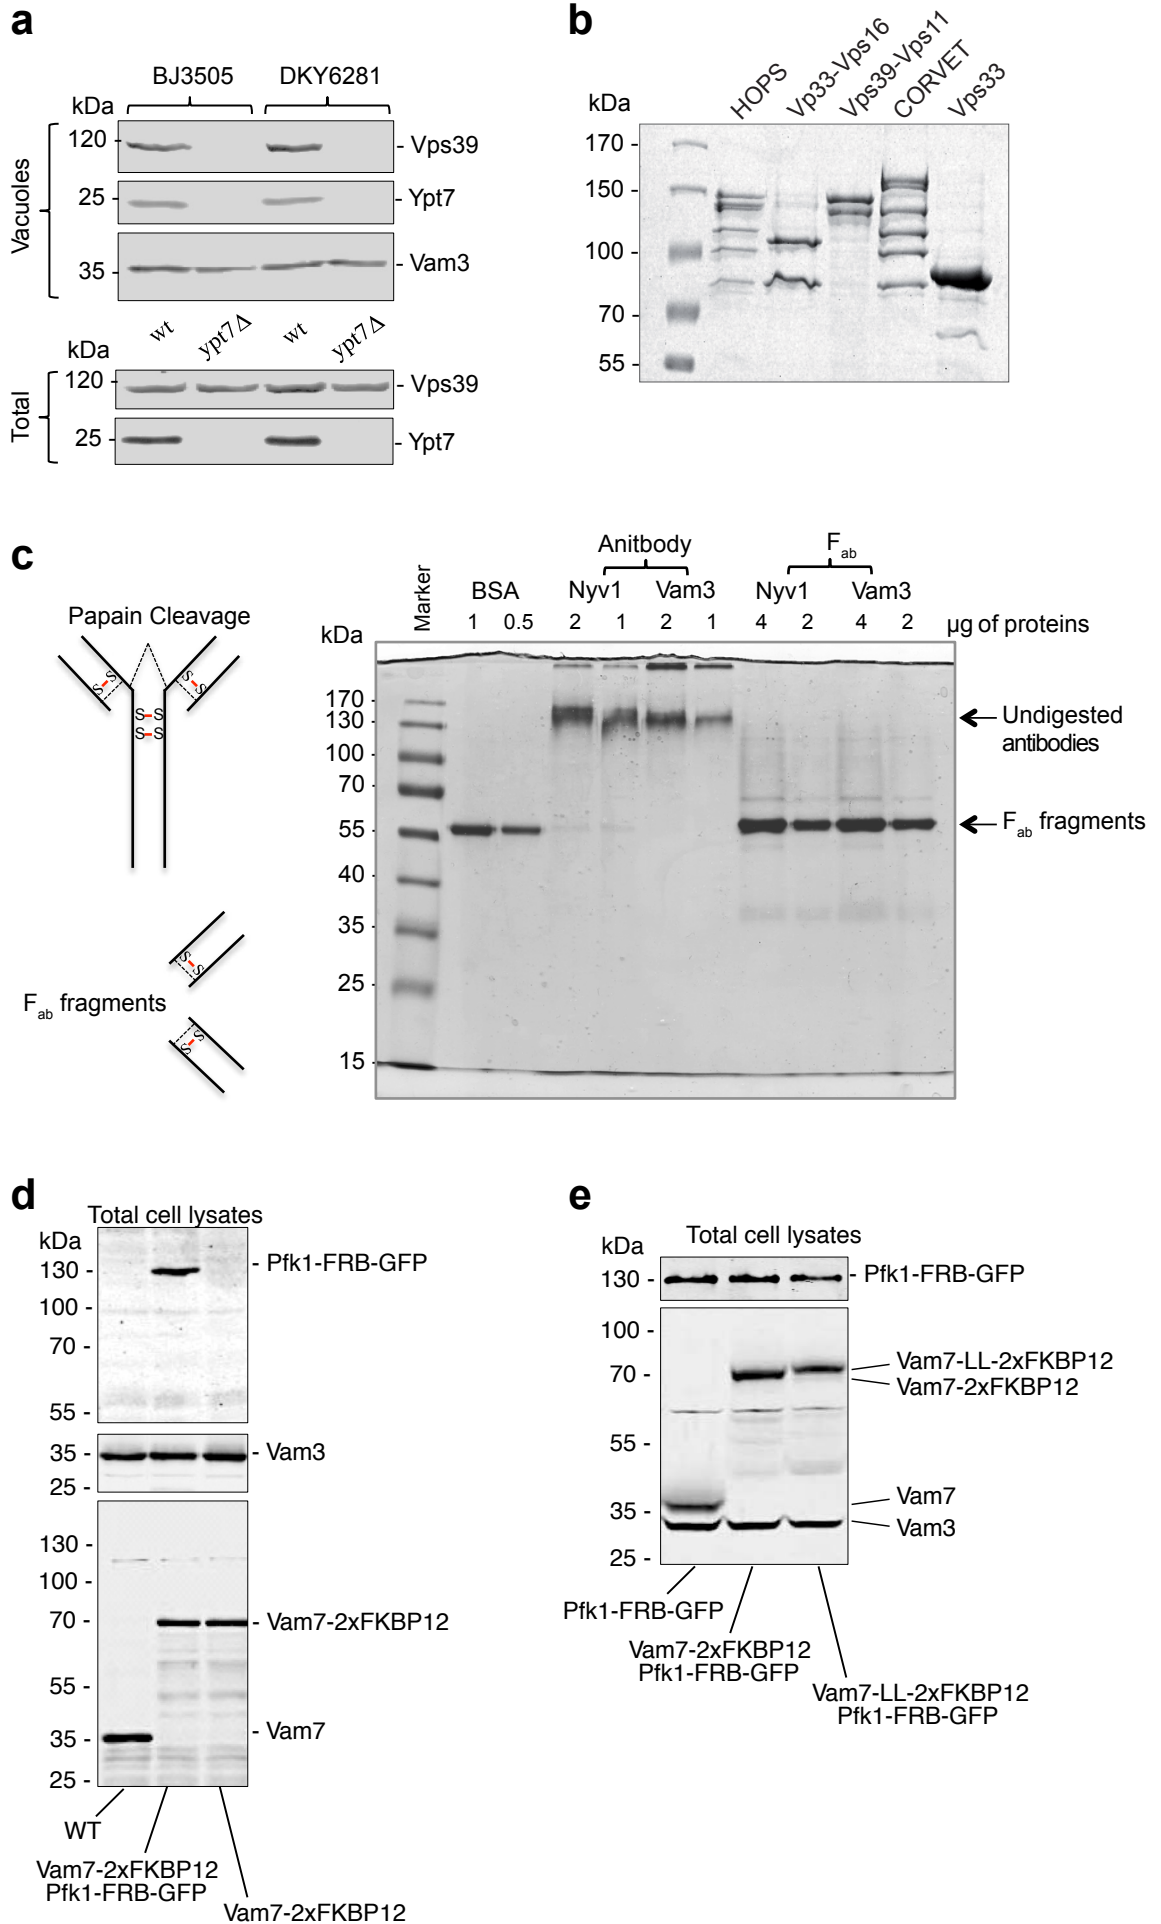 a
BJ3505 DKY6281
kDa
Vacuoles
120 - - Vps39
25 - - Ypt7
35 - - Vam3
wt ypt7Δ wt ypt7Δ
kDa
Total
120 - - Vps39
25 - - Ypt7
b
kDa
HOPS Vp33-Vps16 Vps39-Vps11 CORVET Vps33
170 -
150 -
100 -
70 -
55 -
c
Papain Cleavage
S-S
S-S
S-S
S-S
Fab fragments
S-S
S-S
Anitbody Fab
Marker BSA Nyv1 Vam3 Nyv1 Vam3
kDa 1 0.5 2 1 2 1 4 2 4 2 µg of proteins
170 -
130 -
100 -
70 -
55 -
40 -
35 -
25 -
15 -
Undigested
antibodies
Fab fragments
d
Total cell lysates
kDa
130 - - Pfk1-FRB-GFP
100 -
70 -
55 -
35 - - Vam3
25 -
130 -
100 -
70 - - Vam7-2xFKBP12
55 -
35 - - Vam7
25 -
WT
Vam7-2xFKBP12
Pfk1-FRB-GFP
Vam7-2xFKBP12
e
Total cell lysates
kDa
130 - - Pfk1-FRB-GFP
100 -
Vam7-LL-2xFKBP12
70 -
Vam7-2xFKBP12
55 -
Vam7
35 -
Vam3
25 -
Pfk1-FRB-GFP
Vam7-2xFKBP12
Pfk1-FRB-GFP
Vam7-LL-2xFKBP12
Pfk1-FRB-GFP